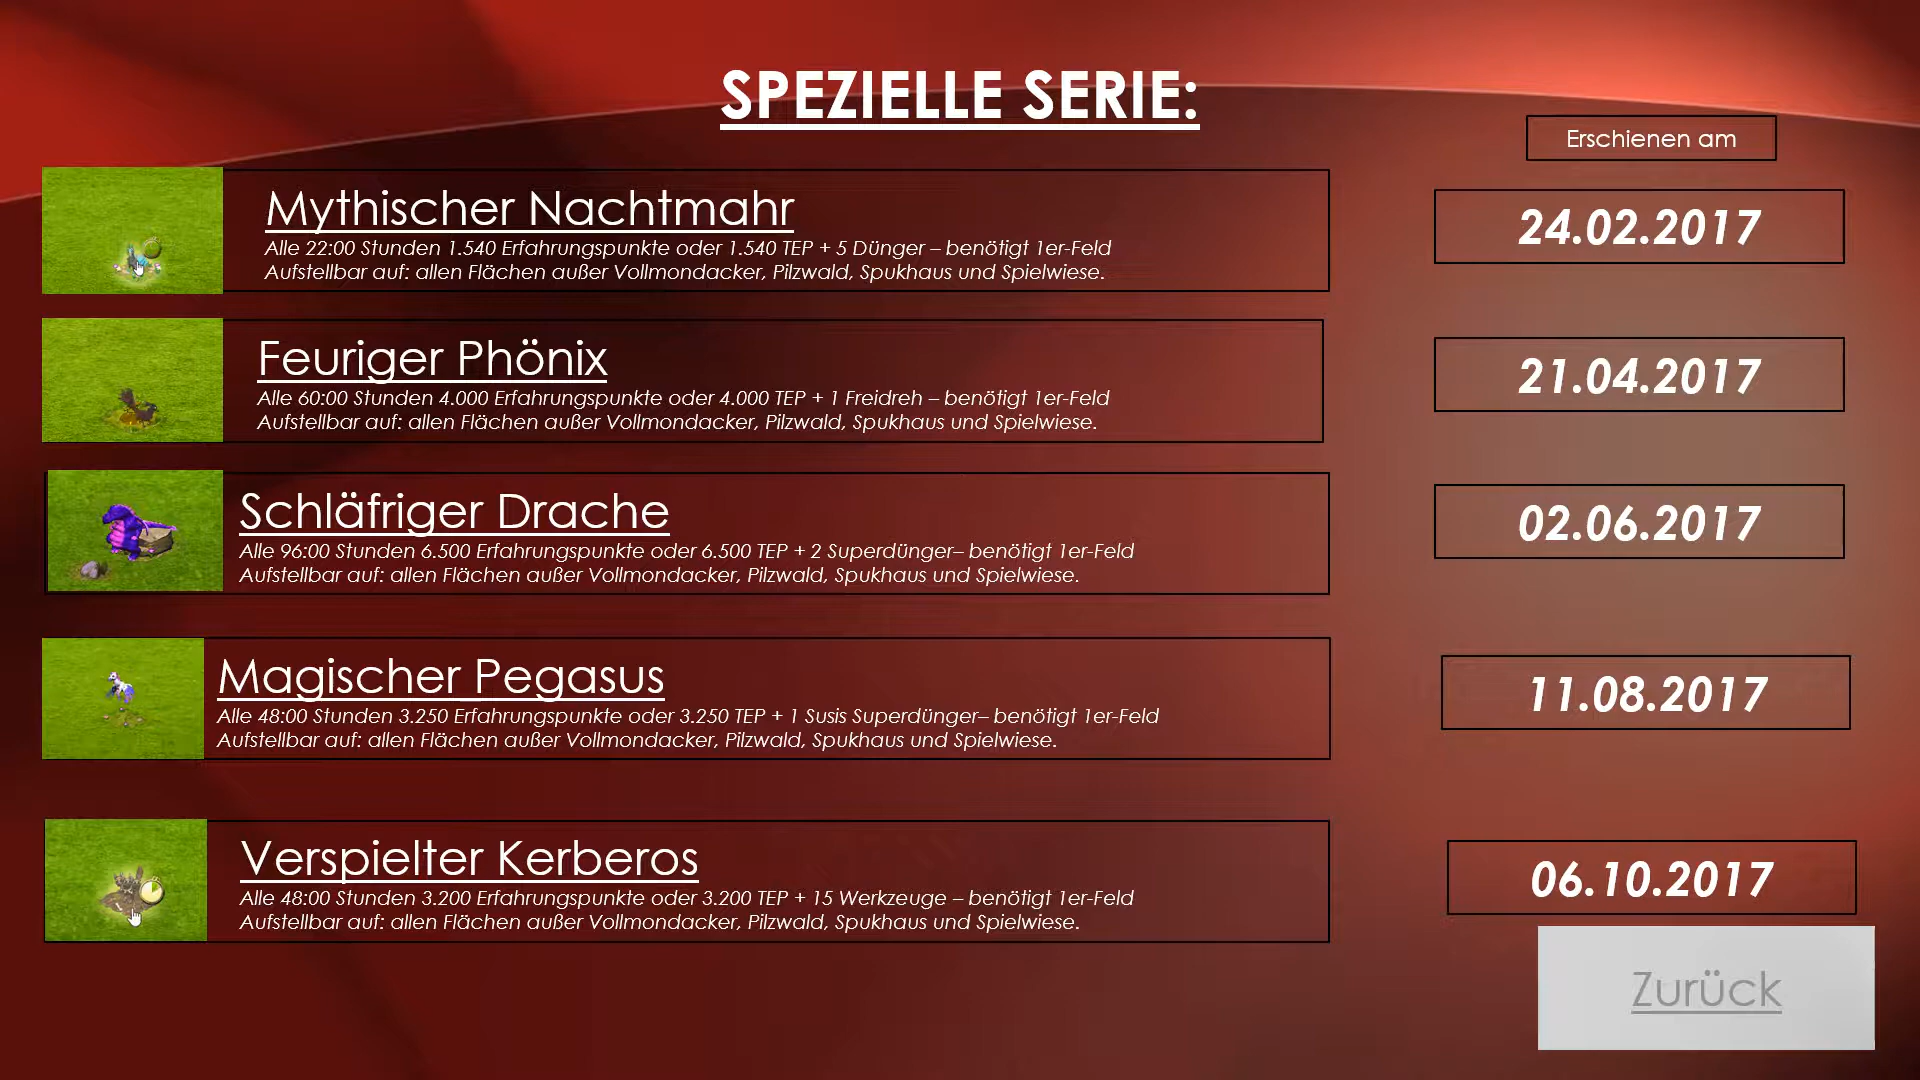 SPEZIELLE SERIE:
Erschienen am
Mythischer Nachtmahr
Alle 22:00 Stunden 1.540 Erfahrungspunkte oder 1.540 TEP + 5 Dünger – benötigt 1er-Feld
Aufstellbar auf: allen Flächen außer Vollmondacker, Pilzwald, Spukhaus und Spielwiese.
24.02.2017
Feuriger Phönix
Alle 60:00 Stunden 4.000 Erfahrungspunkte oder 4.000 TEP + 1 Freidreh – benötigt 1er-Feld
Aufstellbar auf: allen Flächen außer Vollmondacker, Pilzwald, Spukhaus und Spielwiese.
21.04.2017
Schläfriger Drache
Alle 96:00 Stunden 6.500 Erfahrungspunkte oder 6.500 TEP + 2 Superdünger– benötigt 1er-Feld
Aufstellbar auf: allen Flächen außer Vollmondacker, Pilzwald, Spukhaus und Spielwiese.
02.06.2017
Magischer Pegasus
Alle 48:00 Stunden 3.250 Erfahrungspunkte oder 3.250 TEP + 1 Susis Superdünger– benötigt 1er-Feld
Aufstellbar auf: allen Flächen außer Vollmondacker, Pilzwald, Spukhaus und Spielwiese.
11.08.2017
Verspielter Kerberos
Alle 48:00 Stunden 3.200 Erfahrungspunkte oder 3.200 TEP + 15 Werkzeuge – benötigt 1er-Feld
Aufstellbar auf: allen Flächen außer Vollmondacker, Pilzwald, Spukhaus und Spielwiese.
06.10.2017
Zurück